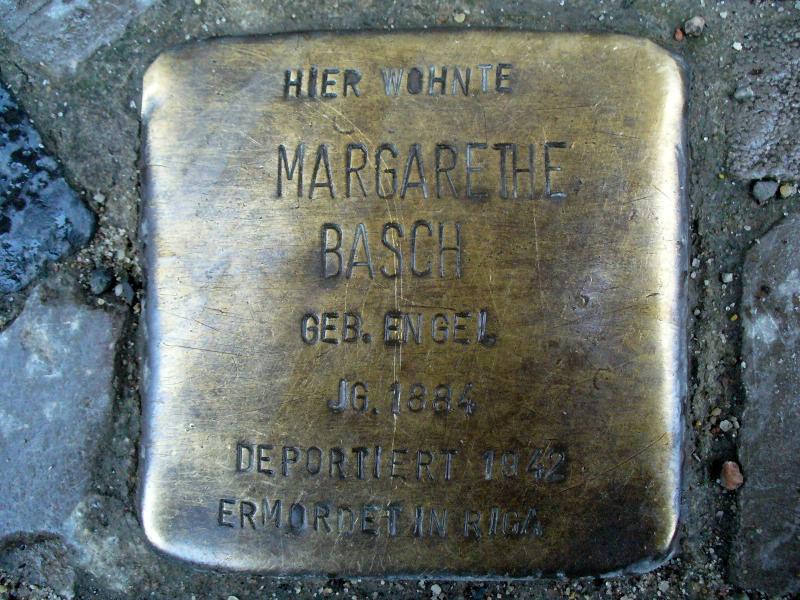 HIER WOHNTE
MARGARETHE
BASCH
GEB. ENGEL
JG. 1884
DEPORTIERT 1942
ERMORDET IN RIGA